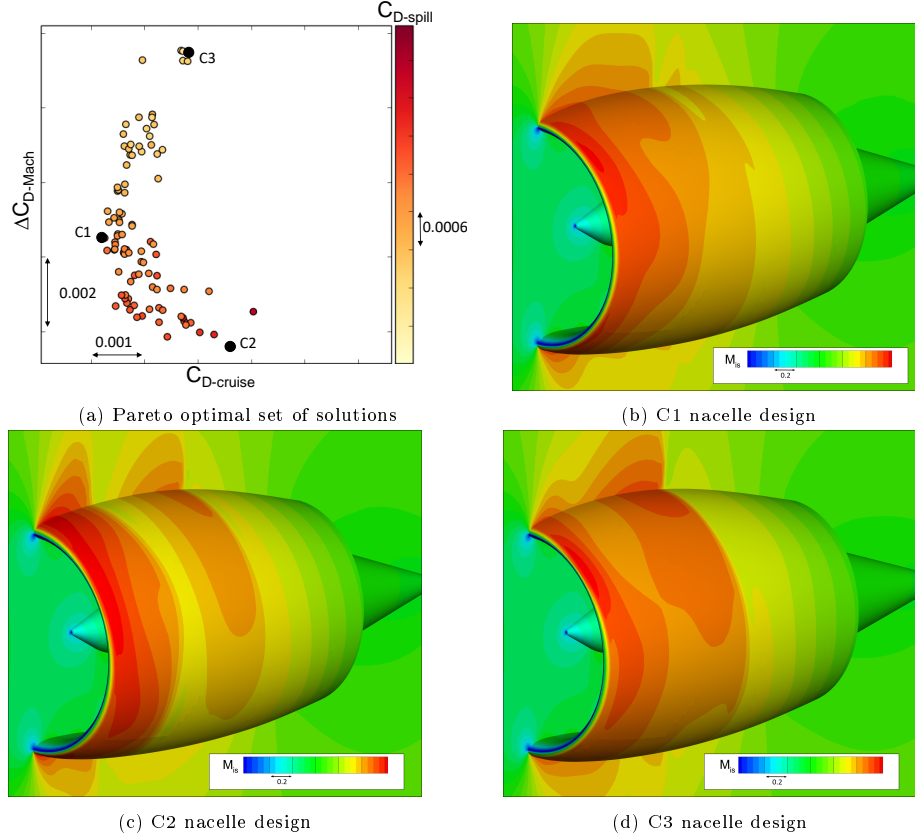 C_D-spill
C3
ΔC_D-Mach
C1
0.0006
0.002
0.001
C2
C_D-cruise
(a) Pareto optimal set of solutions
M_is
0.2
(b) C1 nacelle design
M_is
0.2
(c) C2 nacelle design
M_is
0.2
(d) C3 nacelle design